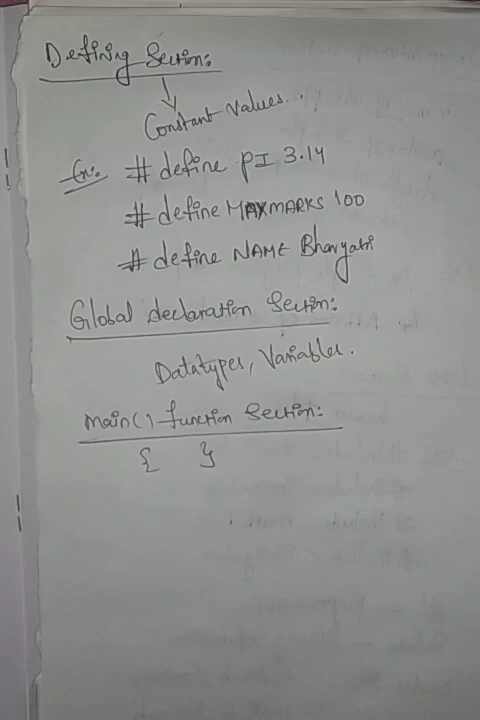 Defining Section:
Constant Values...
Ex:- # define PI 3.14
# define MAXMARKS 100
# define NAME
Global declaration Section:
Datatypes, Variables.
Main() function Section:
{ }